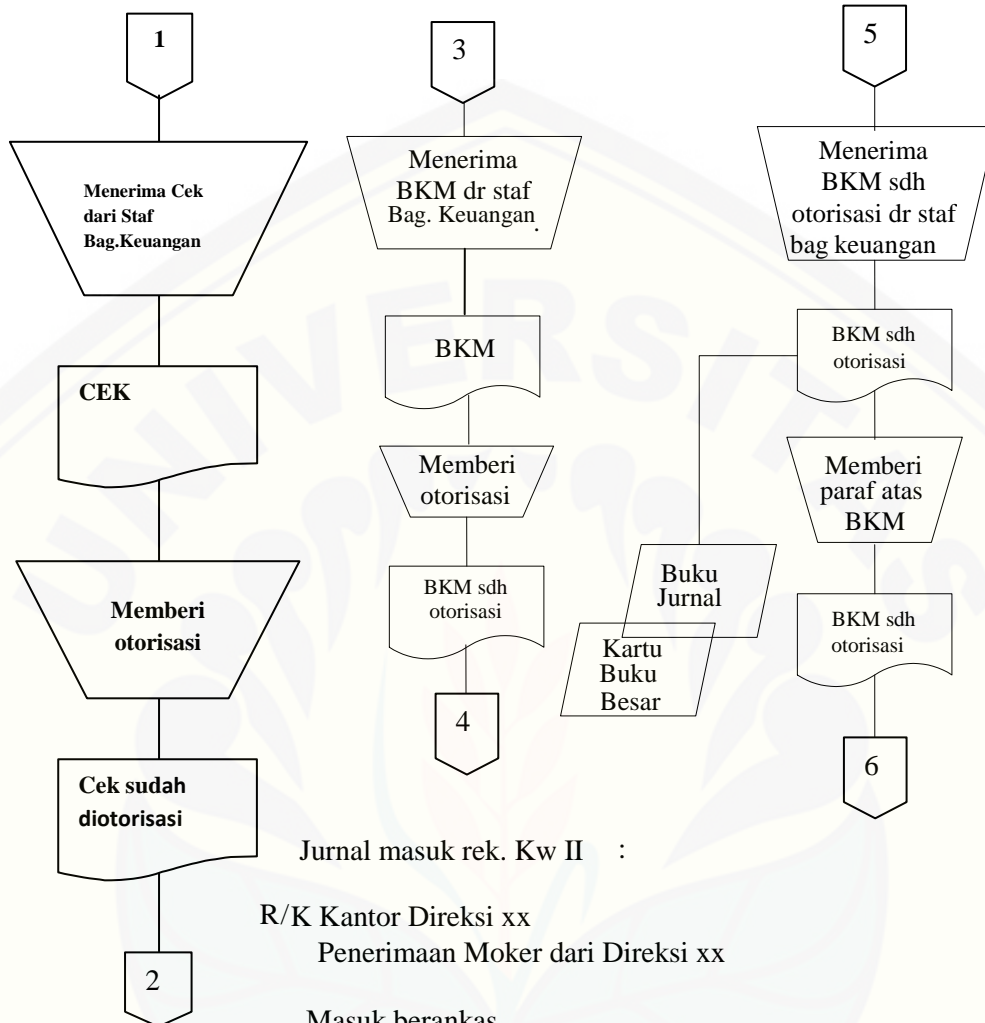 1
Menerima Cek
dari Staf
Bag.Keuangan
CEK
Memberi
otorisasi
Cek sudah
diotorisasi
2
3
Menerima
BKM dr staf
Bag. Keuangan
.
BKM
Memberi
otorisasi
BKM sdh
otorisasi
4
5
Menerima
BKM sdh
otorisasi dr staf
bag keuangan
BKM sdh
otorisasi
Memberi
paraf atas
BKM
Buku
Jurnal
Kartu
Buku
Besar
BKM sdh
otorisasi
6
Jurnal masuk rek. Kw II :
R/K Kantor Direksi xx
Penerimaan Moker dari Direksi xx
Masuk berankas
UNIVERSITAS